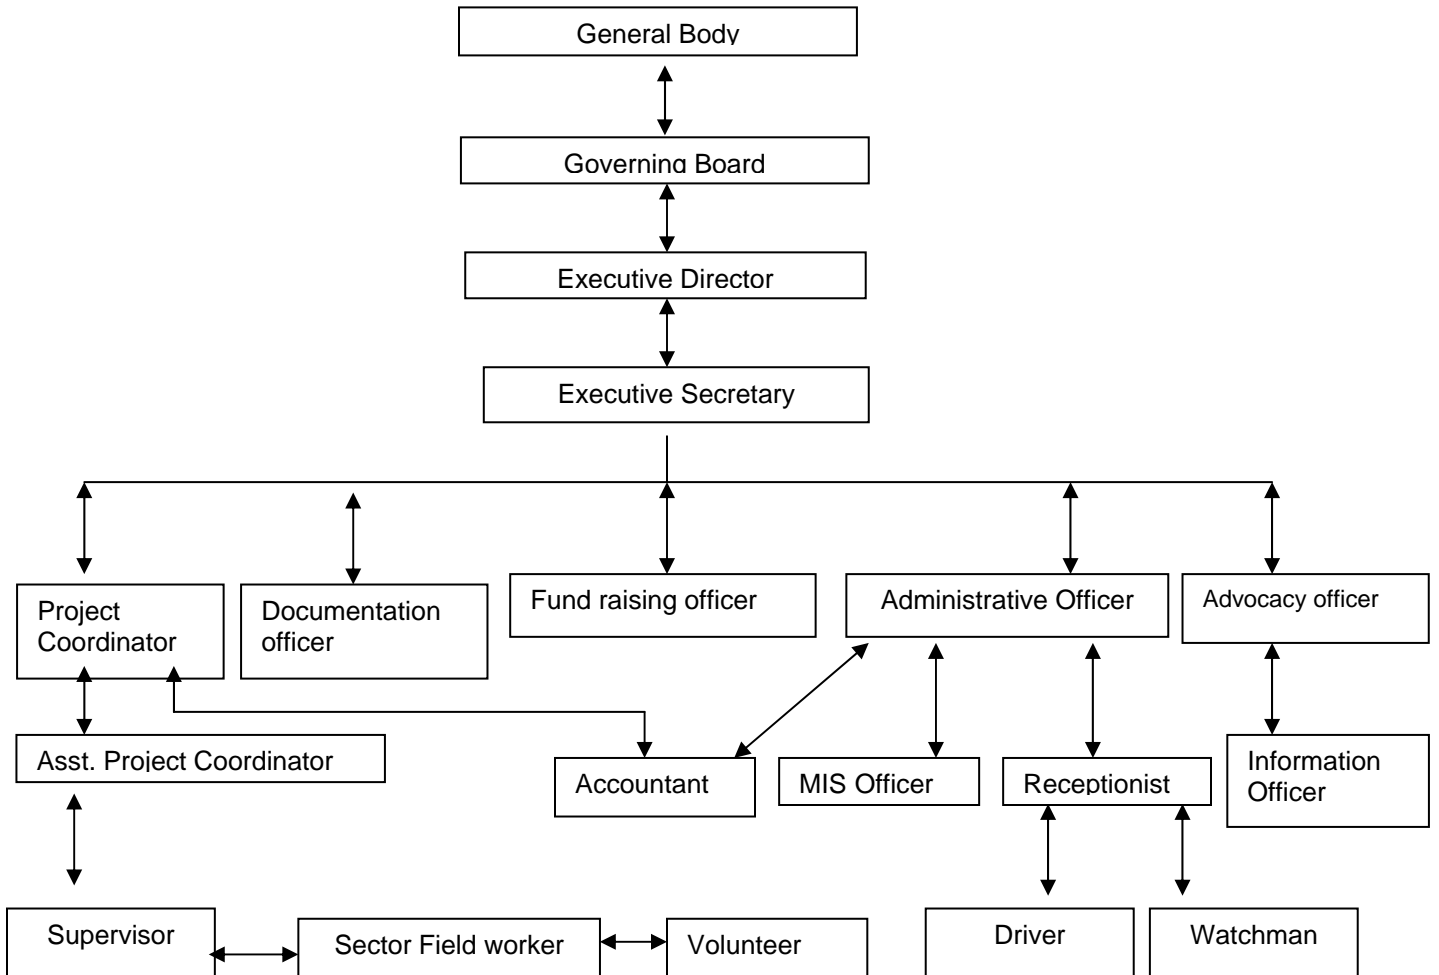 General Body
Governing Board
Executive Director
Executive Secretary
Project
Coordinator
Documentation
officer
Fund raising officer
Administrative Officer
Advocacy officer
Asst. Project Coordinator
Accountant
MIS Officer
Receptionist
Information
Officer
Supervisor
Sector Field worker
Volunteer
Driver
Watchman